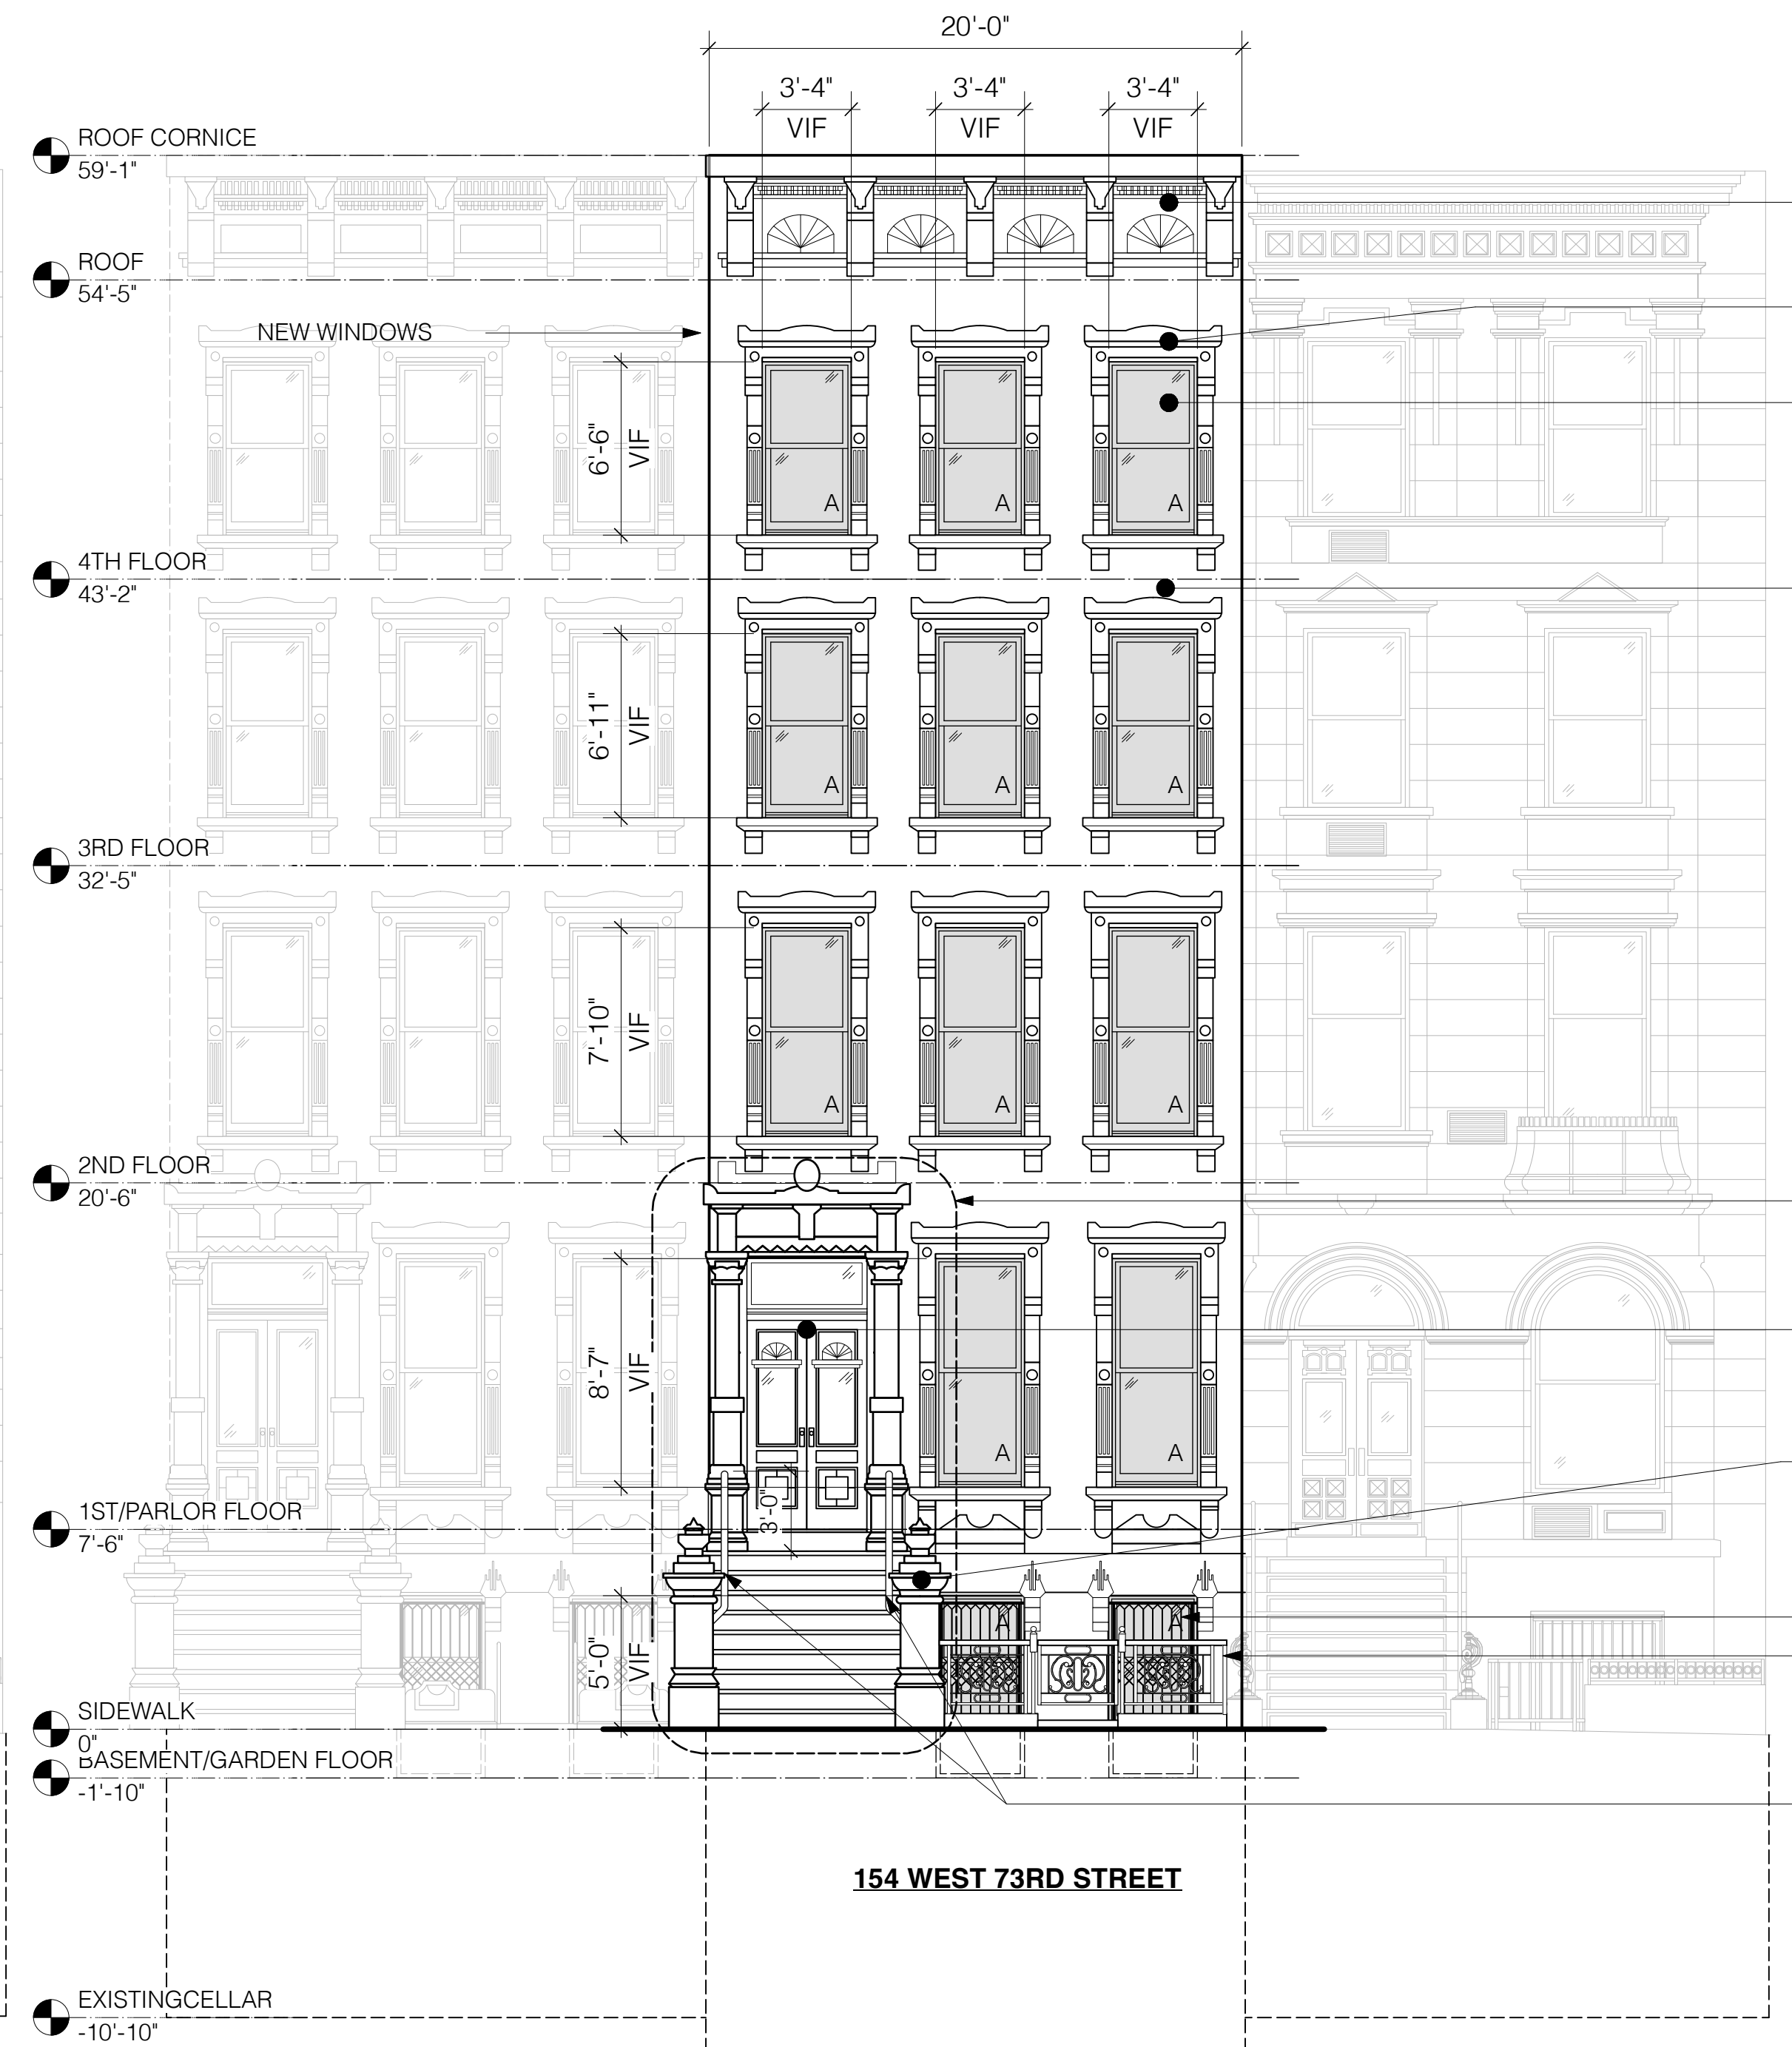 20'-0"
3'-4" 3'-4" 3'-4"
VIF VIF VIF
ROOF CORNICE
59'-1"
ROOF
54'-5"
NEW WINDOWS
6'-6"
VIF
A A A
4TH FLOOR
43'-2"
6'-11"
VIF
A A A
3RD FLOOR
32'-5"
7'-10"
VIF
A A A
2ND FLOOR
20'-6"
8'-7"
VIF
A A
3'-0"
1ST/PARLOR FLOOR
7'-6"
5'-0"
VIF
A A
SIDEWALK
0"
BASEMENT/GARDEN FLOOR
-1'-10"
154 WEST 73RD STREET
EXISTINGCELLAR
-10'-10"